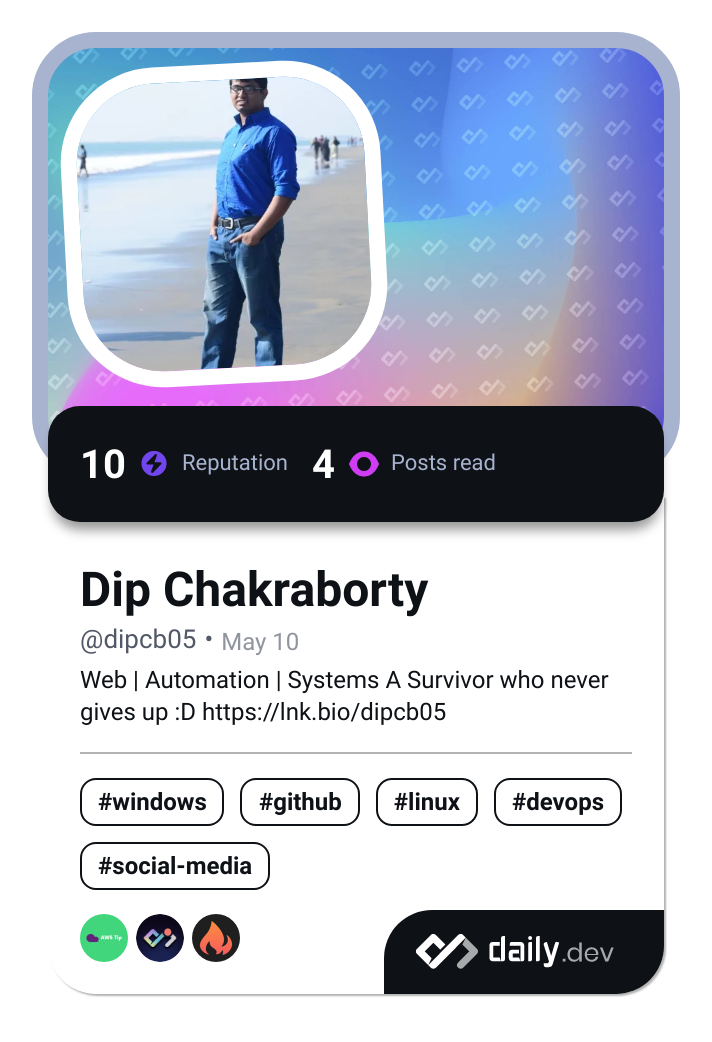 10 Reputation 4 Posts read
Dip Chakraborty
@dipcb05 • May 10
Web | Automation | Systems A Survivor who never
gives up :D https://lnk.bio/dipcb05
#windows #github #linux #devops
#social-media
AWS Tip
daily.dev